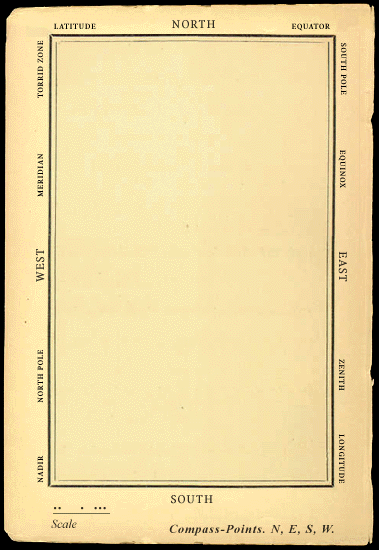 LATITUDE NORTH EQUATOR
TORRID ZONE
MERIDIAN
WEST
NORTH POLE
NADIR
SOUTH POLE
EQUINOX
EAST
ZENITH
LONGITUDE
SOUTH
Scale
Compass-Points. N, E, S, W.